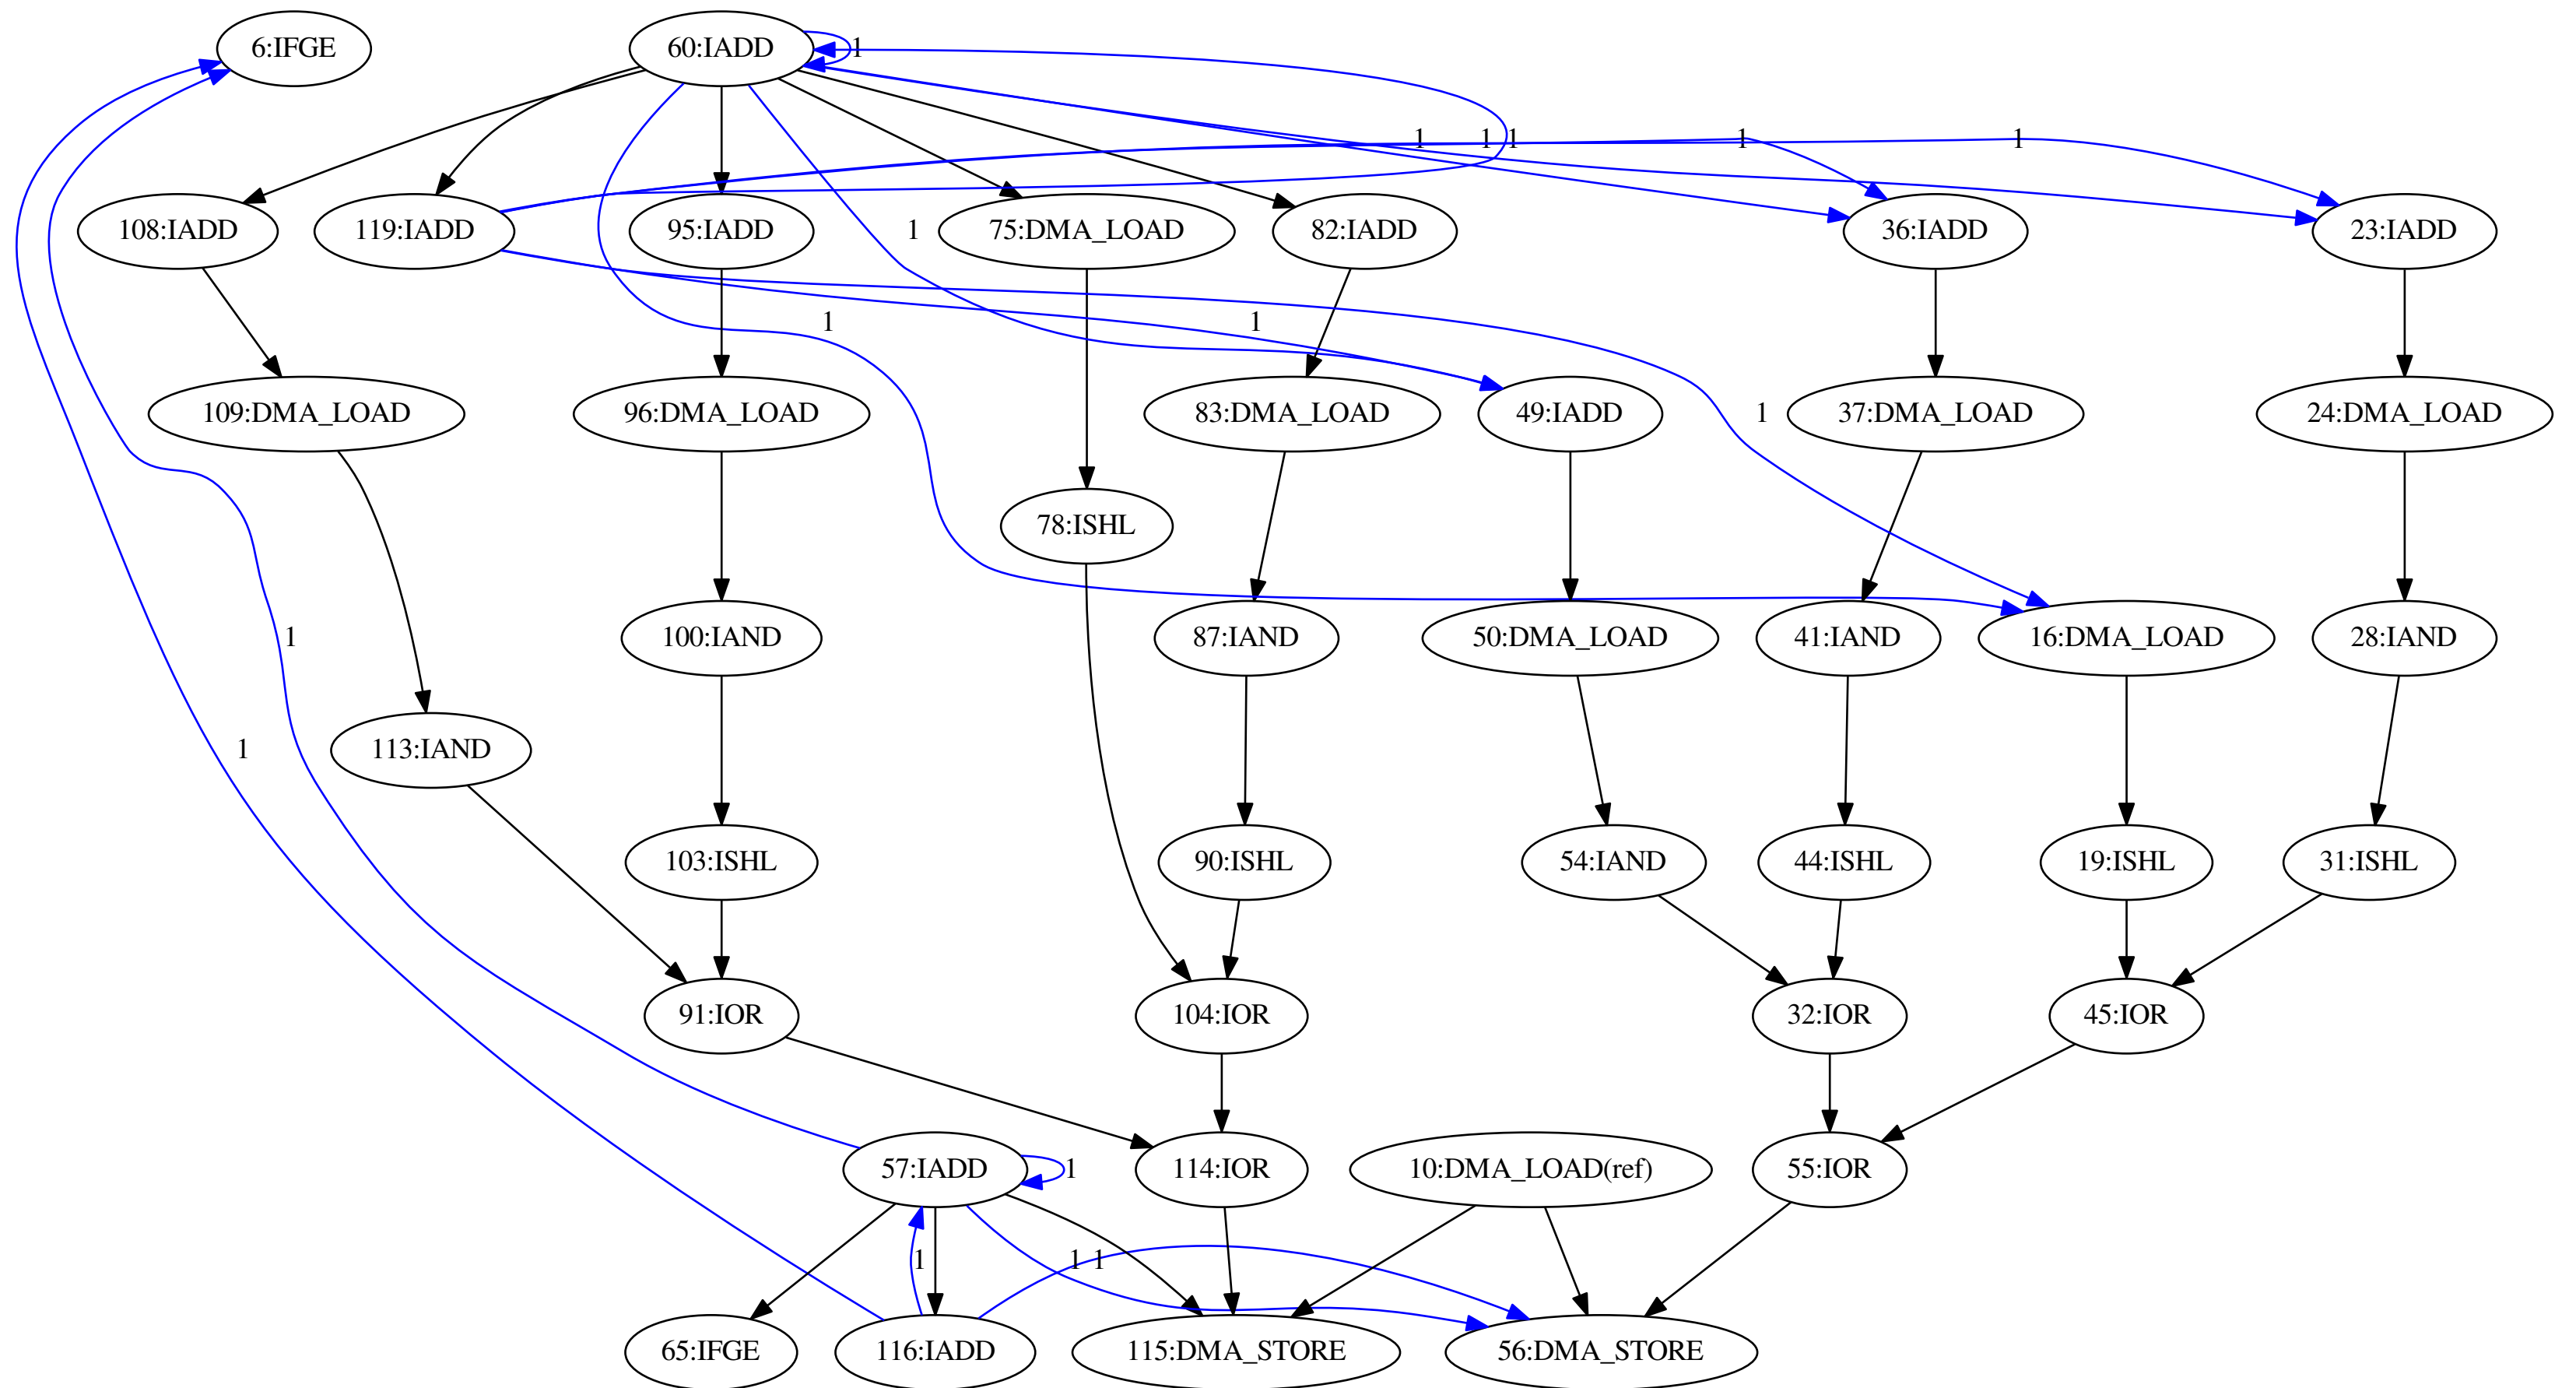 6:IFGE
60:IADD
1
1
1
1
1
1
108:IADD
119:IADD
95:IADD
1
75:DMA_LOAD
82:IADD
36:IADD
23:IADD
1
1
109:DMA_LOAD
96:DMA_LOAD
83:DMA_LOAD
49:IADD
1
37:DMA_LOAD
24:DMA_LOAD
78:ISHL
1
100:IAND
87:IAND
50:DMA_LOAD
41:IAND
16:DMA_LOAD
28:IAND
1
113:IAND
103:ISHL
90:ISHL
54:IAND
44:ISHL
19:ISHL
31:ISHL
91:IOR
104:IOR
32:IOR
45:IOR
57:IADD
1
114:IOR
10:DMA_LOAD(ref)
55:IOR
1
1
1
65:IFGE
116:IADD
115:DMA_STORE
56:DMA_STORE